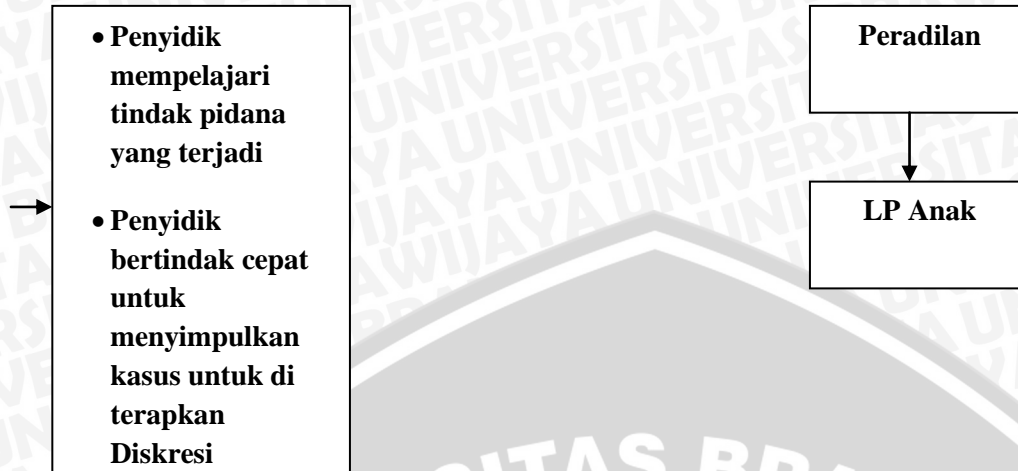 • Penyidik
mempelajari
tindak pidana
yang terjadi
• Penyidik
bertindak cepat
untuk
menyimpulkan
kasus untuk di
terapkan
Diskresi
Peradilan
LP Anak